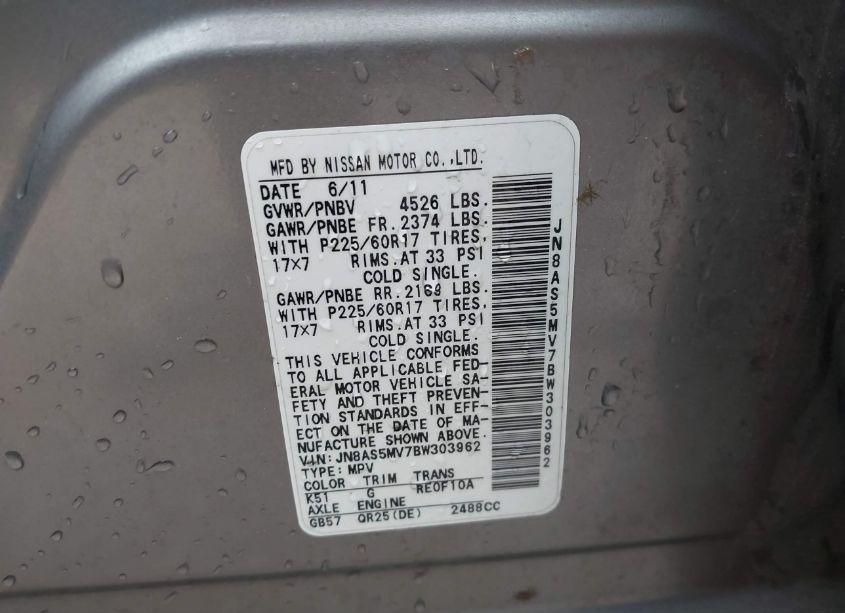 MFD BY NISSAN MOTOR CO.,LTD.
DATE 6/11
GVWR/PNBV 4526 LBS.
GAWR/PNBE FR.2374 LBS.
WITH P225/60R17 TIRES,
17X7 RIMS.AT 33 PSI
COLD SINGLE.
GAWR/PNBE RR.2169 LBS.
WITH P225/60R17 TIRES,
17X7 RIMS.AT 33 PSI
COLD SINGLE.
THIS VEHICLE CONFORMS
TO ALL APPLICABLE FED-
ERAL MOTOR VEHICLE SA-
FETY AND THEFT PREVEN-
TION STANDARDS IN EFF-
ECT ON THE DATE OF MA-
NUFACTURE SHOWN ABOVE.
VIN: JN8AS5MV7BW303962
TYPE: MPV
COLOR TRIM TRANS
K51 G RE0F10A
AXLE ENGINE
GB57 QR25(DE) 2488CC
JN8AS5MV7BW303962